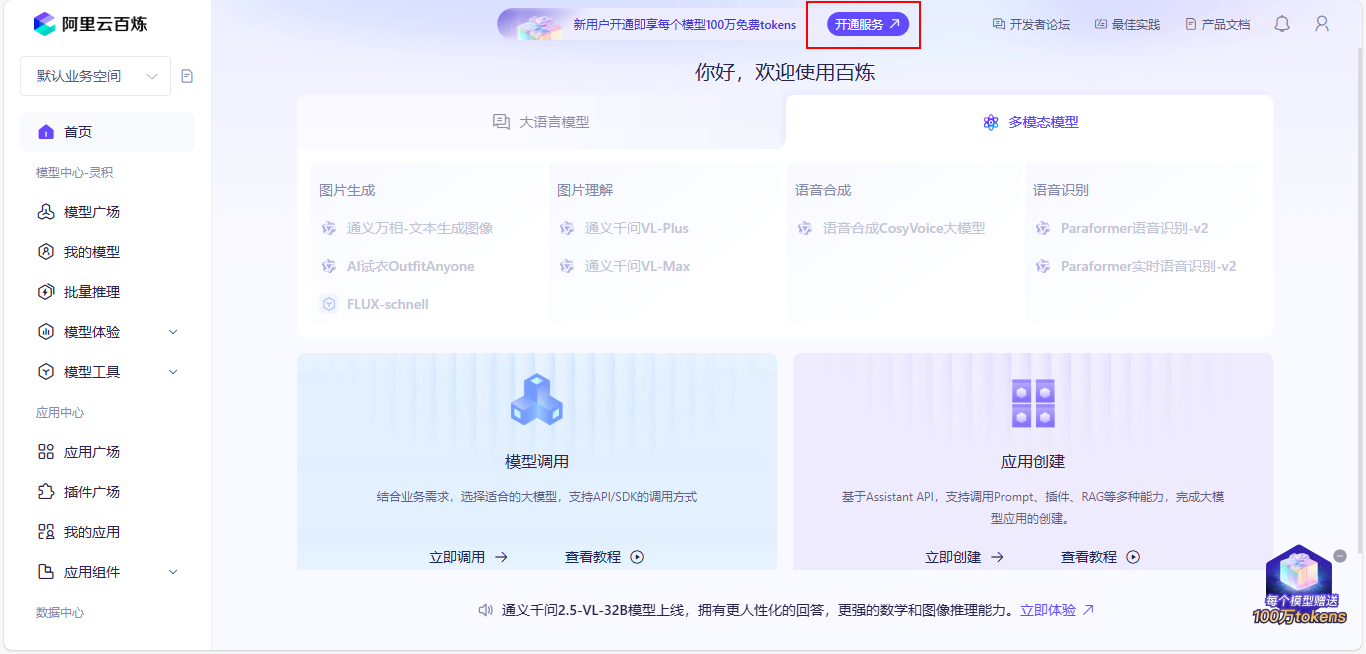 阿里云百炼
新用户开通即享每个模型100万免费tokens
开通服务
开发者论坛
最佳实践
产品文档
默认业务空间
首页
模型中心-灵积
模型广场
我的模型
批量推理
模型体验
模型工具
应用中心
应用广场
插件广场
我的应用
应用组件
数据中心
你好，欢迎使用百炼
大语言模型
多模态模型
图片生成
通义万相-文本生成图像
AI试衣OutfitAnyone
FLUX-schnell
图片理解
通义千问VL-Plus
通义千问VL-Max
语音合成
语音合成CosyVoice大模型
语音识别
Paraformer语音识别-v2
Paraformer实时语音识别-v2
模型调用
结合业务需求，选择适合的大模型，支持API/SDK的调用方式
立即调用
查看教程
应用创建
基于Assistant API，支持调用Prompt、插件、RAG等多种能力，完成大模
型应用的创建。
立即创建
查看教程
通义千问2.5-VL-32B模型上线，拥有更人性化的回答，更强的数学和图像推理能力。立即体验
每个模型赠送
100万tokens